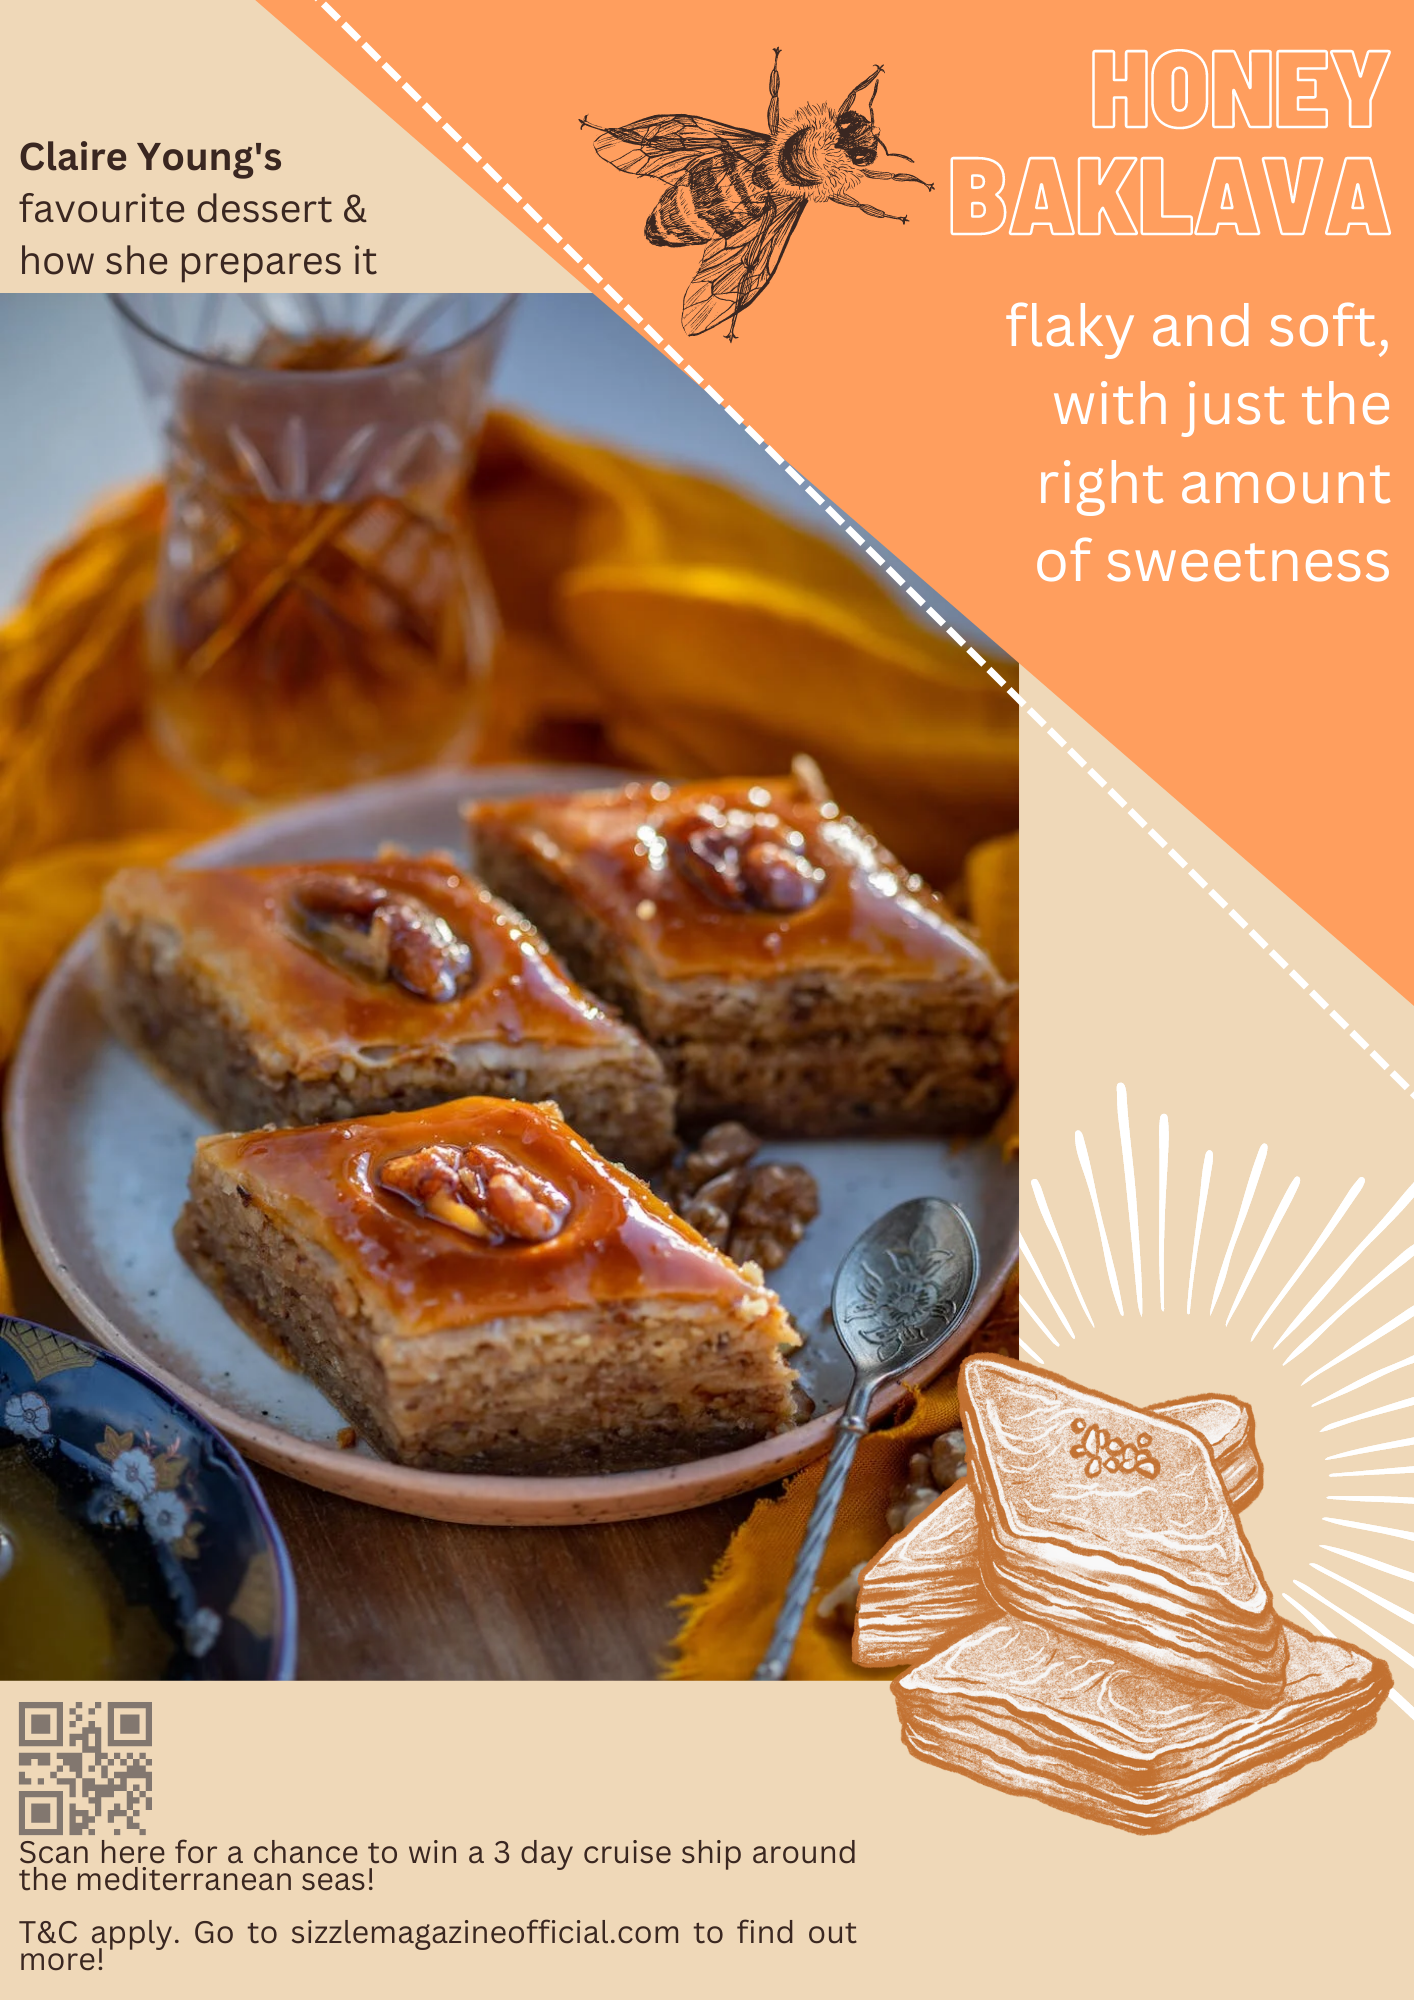 HONEY
BAKLAVA
Claire Young's
favourite dessert &
how she prepares it
flaky and soft,
with just the
right amount
of sweetness
Scan here for a chance to win a 3 day cruise ship around
the mediterranean seas!
T&C apply. Go to sizzlemagazineofficial.com to find out
more!